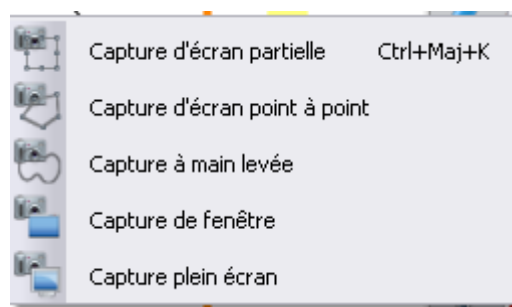 Capture d'écran partielle Ctrl+Maj+K
Capture d'écran point à point
Capture à main levée
Capture de fenêtre
Capture plein écran